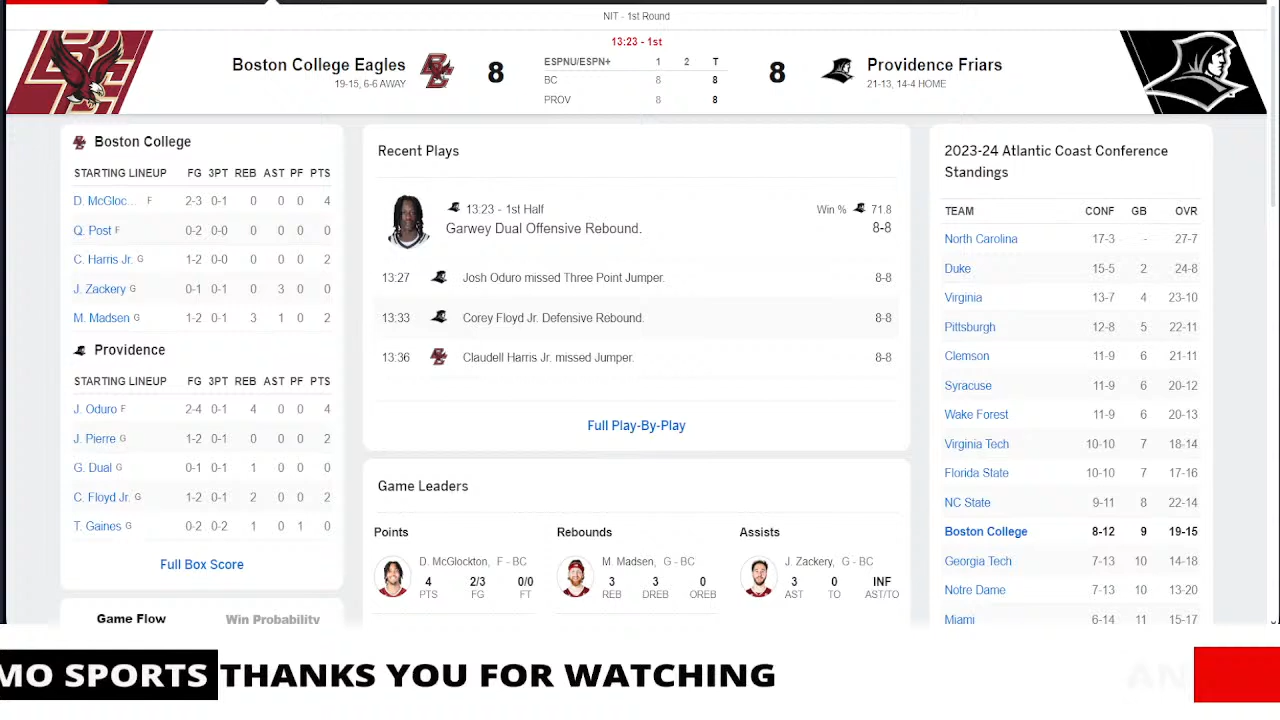 NIT - 1st Round
13:23 - 1st
Boston College Eagles
19-15, 6-6 AWAY
8
ESPNU/ESPN+ 1 2 T
BC 8 8
PROV 8 8
8
Providence Friars
21-13, 14-4 HOME
Boston College
STARTING LINEUP FG 3PT REB AST PF PTS
D. McGloc... F 2-3 0-1 0 0 0 4
Q. Post F 0-2 0-0 0 0 0 0
C. Harris Jr. G 1-2 0-0 0 0 0 2
J. Zackery G 0-1 0-1 0 3 0 0
M. Madsen G 1-2 0-1 3 1 0 2
Providence
STARTING LINEUP FG 3PT REB AST PF PTS
J. Oduro F 2-4 0-1 4 0 0 4
J. Pierre G 1-2 0-1 0 0 0 2
G. Dual G 0-1 0-1 1 0 0 0
C. Floyd Jr. G 1-2 0-1 2 0 0 2
T. Gaines G 0-2 0-2 1 0 1 0
Full Box Score
Game Flow Win Probability
Recent Plays
13:23 - 1st Half Win % 71.8
Garwey Dual Offensive Rebound. 8-8
13:27 Josh Oduro missed Three Point Jumper. 8-8
13:33 Corey Floyd Jr. Defensive Rebound. 8-8
13:36 Claudell Harris Jr. missed Jumper. 8-8
Full Play-By-Play
Game Leaders
Points Rebounds Assists
D. McGlockton, F - BC M. Madsen, G - BC J. Zackery, G - BC
4 2/3 0/0 3 3 0 3 0 INF
PTS FG FT REB DREB OREB AST TO AST/TO
2023-24 Atlantic Coast Conference
Standings
TEAM CONF GB OVR
North Carolina 17-3 - 27-7
Duke 15-5 2 24-8
Virginia 13-7 4 23-10
Pittsburgh 12-8 5 22-11
Clemson 11-9 6 21-11
Syracuse 11-9 6 20-12
Wake Forest 11-9 6 20-13
Virginia Tech 10-10 7 18-14
Florida State 10-10 7 17-16
NC State 9-11 8 22-14
Boston College 8-12 9 19-15
Georgia Tech 7-13 10 14-18
Notre Dame 7-13 10 13-20
Miami 6-14 11 15-17
MO SPORTS THANKS YOU FOR WATCHING AN